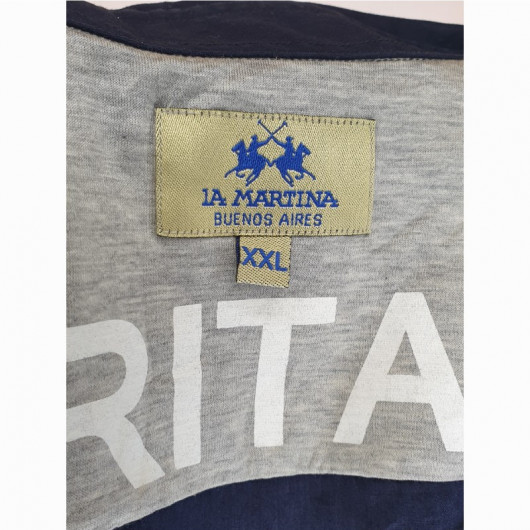 LA MARTINA
BUENOS AIRES
XXL
RITA